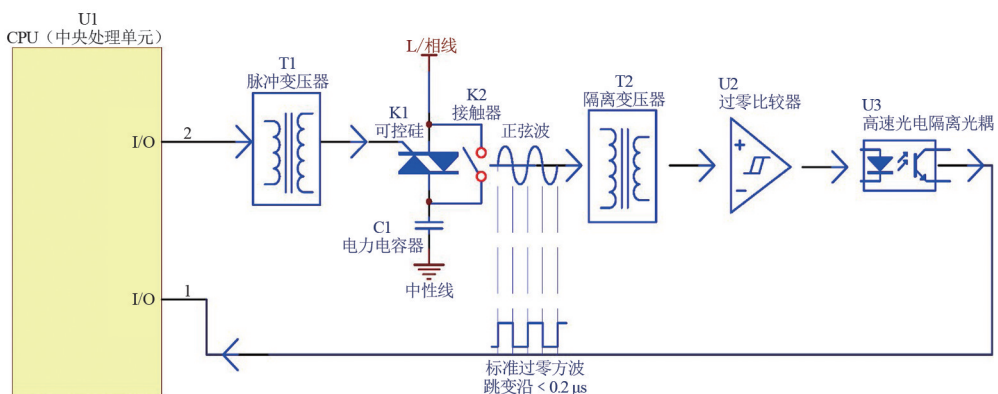 U1
CPU（中央处理单元）
I/O
2
T1
脉冲变压器
K1
可控硅
L/相线
K2
接触器
C1
电力电容器
中性线
正弦波
T2
隔离变压器
U2
过零比较器
+
−
U3
高速光电隔离光耦
I/O
1
标准过零方波
跳变沿 < 0.2 μs